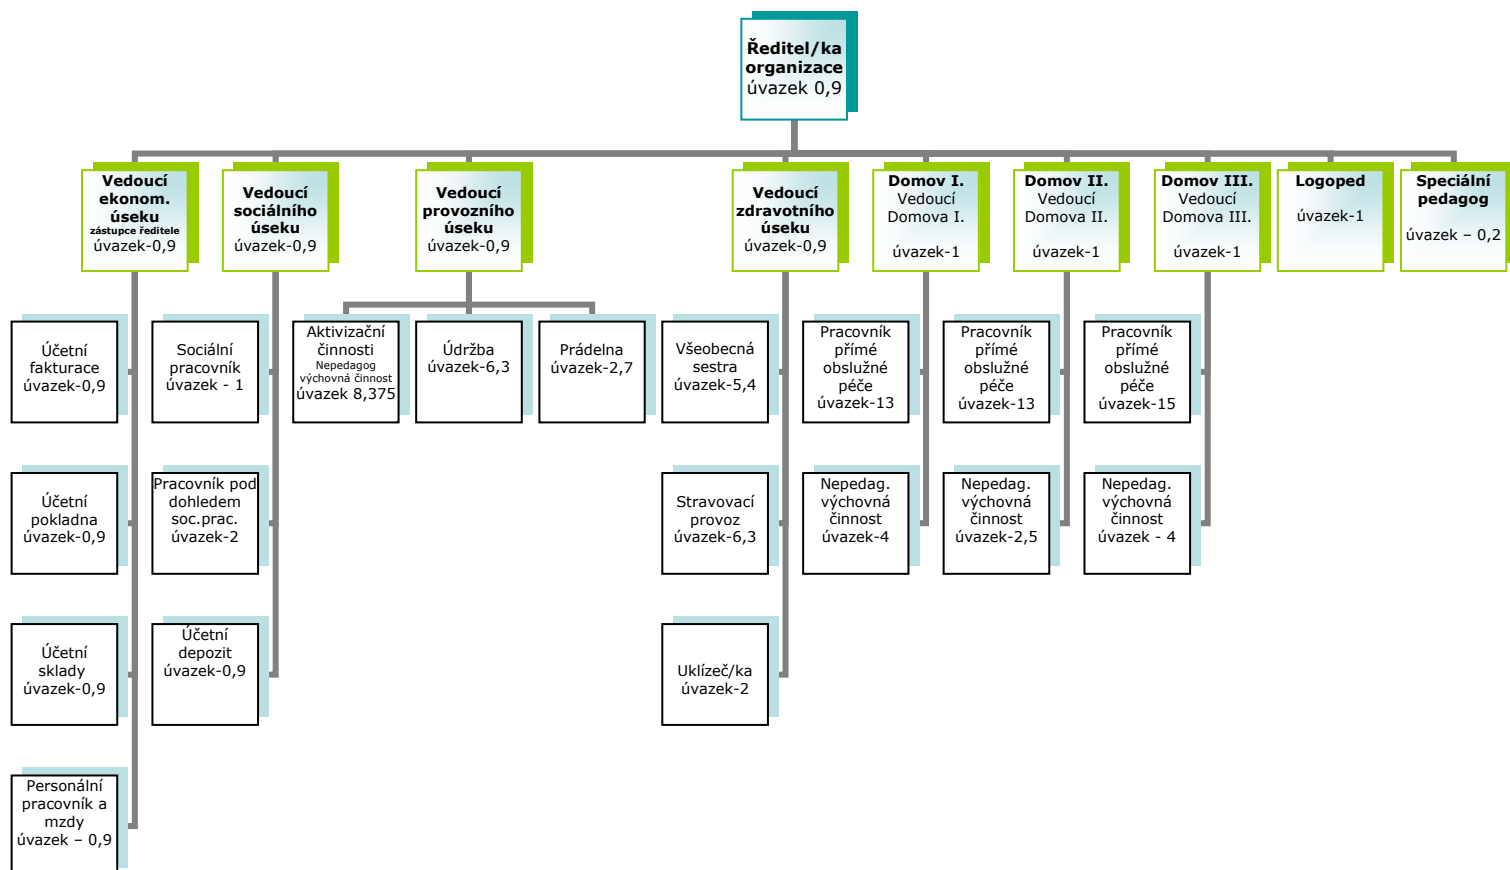 Ředitel/ka
organizace
úvazek 0,9
Vedoucí
ekonom.
úseku
zástupce ředitele
úvazek-0,9
Vedoucí
sociálního
úseku
úvazek-0,9
Vedoucí
provozního
úseku
úvazek-0,9
Vedoucí
zdravotního
úseku
úvazek-0,9
Domov I.
Vedoucí
Domova I.
úvazek-1
Domov II.
Vedoucí
Domova II.
úvazek-1
Domov III.
Vedoucí
Domova III.
úvazek-1
Logoped
úvazek-1
Speciální
pedagog
úvazek – 0,2
Účetní
fakturace
úvazek-0,9
Sociální
pracovník
úvazek - 1
Aktivizační
činnosti
Nepedagog
výchovná činnost
úvazek 8,375
Údržba
úvazek-6,3
Prádelna
úvazek-2,7
Všeobecná
sestra
úvazek-5,4
Pracovník
přímé
obslužné
péče
úvazek-13
Pracovník
přímé
obslužné
péče
úvazek-13
Pracovník
přímé
obslužné
péče
úvazek-15
Účetní
pokladna
úvazek-0,9
Pracovník pod
dohledem
soc.prac.
úvazek-2
Stravovací
provoz
úvazek-6,3
Nepedag.
výchovná
činnost
úvazek-4
Nepedag.
výchovná
činnost
úvazek-2,5
Nepedag.
výchovná
činnost
úvazek - 4
Účetní
sklady
úvazek-0,9
Účetní
depozit
úvazek-0,9
Uklízeč/ka
úvazek-2
Personální
pracovník a
mzdy
úvazek – 0,9